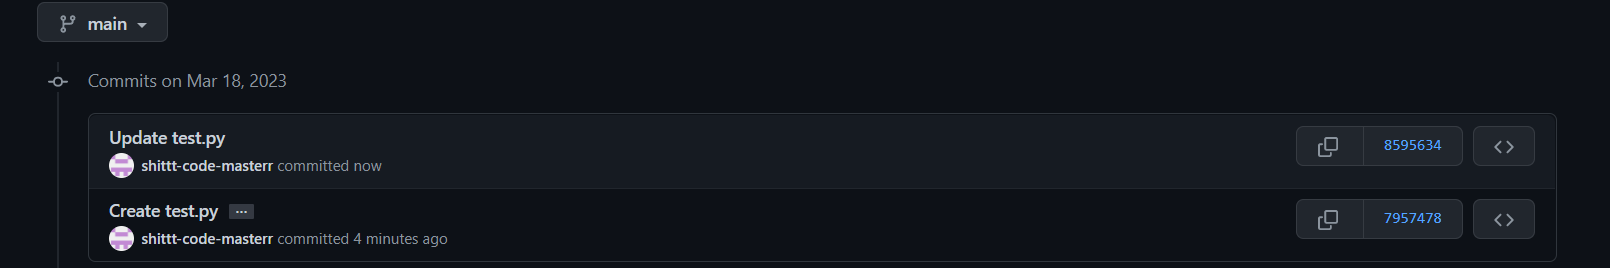 main
Commits on Mar 18, 2023
Update test.py
shittt-code-masterr committed now
8595634
Create test.py ...
shittt-code-masterr committed 4 minutes ago
7957478